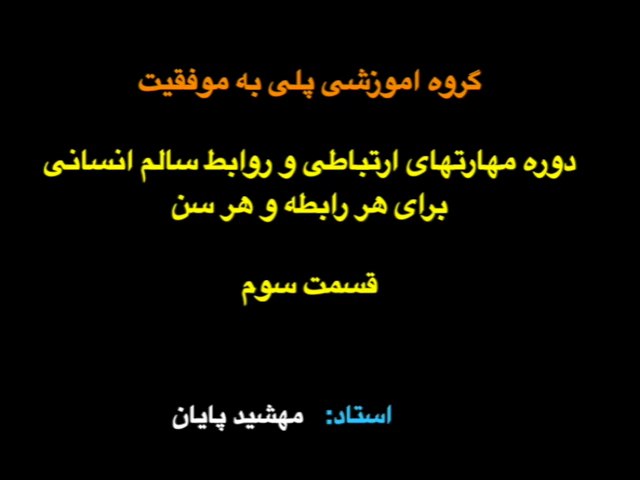 گروه اموزشی پلی به موفقیت
دوره مهارتهای ارتباطی و روابط سالم انسانی
برای هر رابطه و هر سن
قسمت سوم
استاد: مهشید پایان